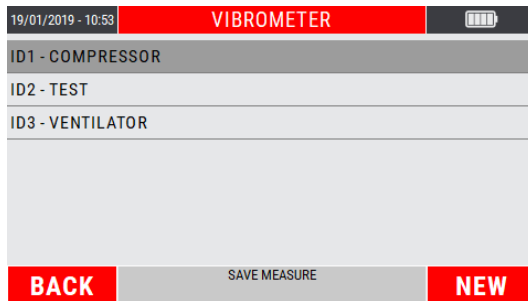 19/01/2019 - 10:53 VIBROMETER
ID1 - COMPRESSOR
ID2 - TEST
ID3 - VENTILATOR
BACK SAVE MEASURE NEW